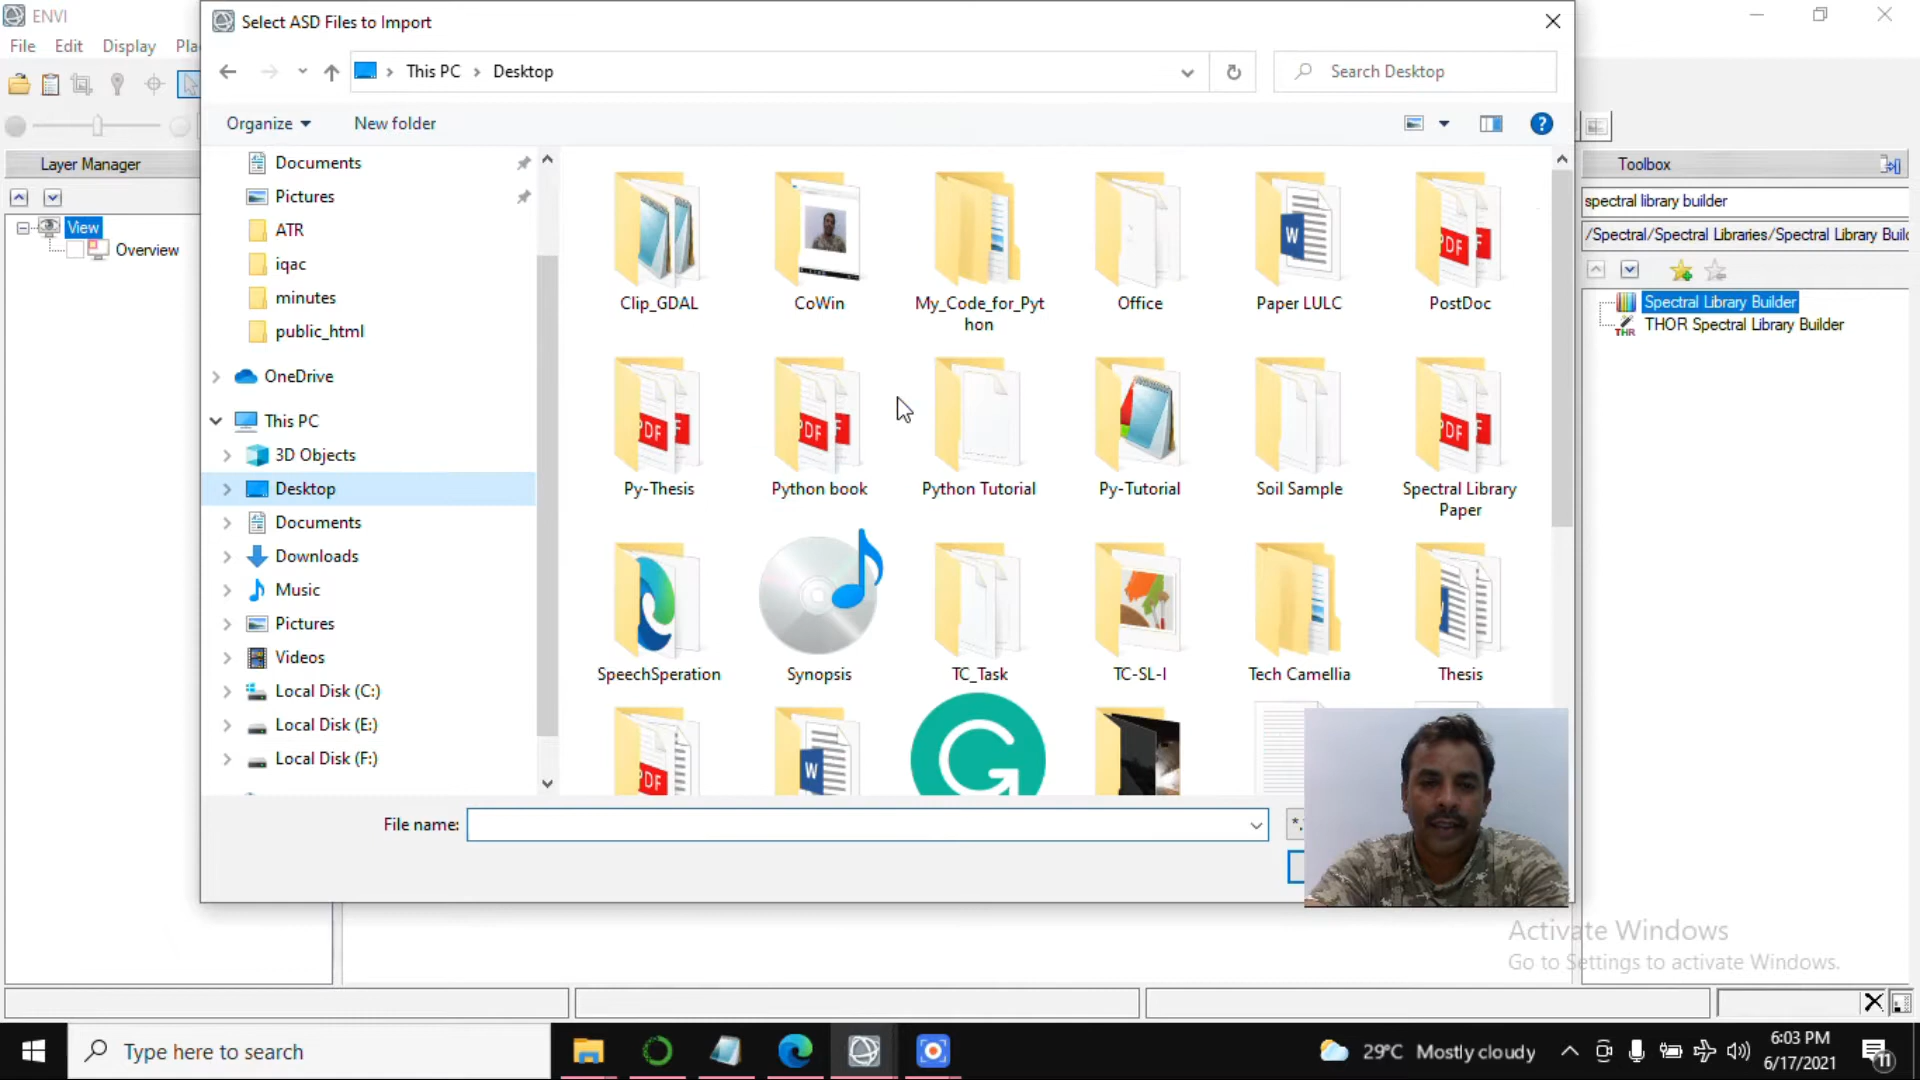 ENVI
Select ASD Files to Import
File Edit Display Pla
This PC Desktop
Search Desktop
Organize New folder
Layer Manager
View
Overview
Documents
Pictures
ATR
iqac
minutes
public_html
OneDrive
This PC
3D Objects
Desktop
Documents
Downloads
Music
Pictures
Videos
Local Disk (C:)
Local Disk (E:)
Local Disk (F:)
Clip_GDAL CoWin My_Code_for_Pyt
hon Office Paper LULC PostDoc
Py-Thesis Python book Python Tutorial Py-Tutorial Soil Sample Spectral Library
Paper
SpeechSperation Synopsis TC_Task TC-SL-I Tech Camellia Thesis
File name:
*.
Toolbox
spectral library builder
/Spectral/Spectral Libraries/Spectral Library Builc
Spectral Library Builder
THOR Spectral Library Builder
Activate Windows
Go to Settings to activate Windows.
Type here to search
29°C Mostly cloudy
6:03 PM
6/17/2021
11